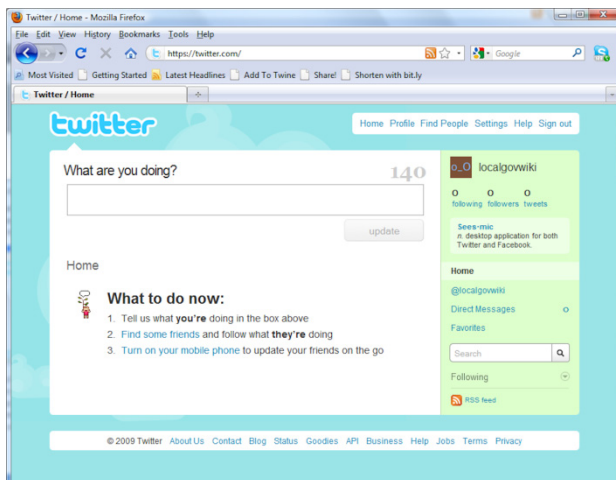 Twitter / Home - Mozilla Firefox
File Edit View History Bookmarks Tools Help
https://twitter.com/
Google
Most Visited Getting Started Latest Headlines Add To Twine Share! Shorten with bit.ly
Twitter / Home
twitter
Home Profile Find People Settings Help Sign out
What are you doing?
140
update
Home
What to do now:
1. Tell us what you're doing in the box above
2. Find some friends and follow what they're doing
3. Turn on your mobile phone to update your friends on the go
o_O localgovwiki
0 0 0
following followers tweets
Sees-mic
n. desktop application for both
Twitter and Facebook.
Home
@localgovwiki
Direct Messages 0
Favorites
Search
Following
RSS feed
© 2009 Twitter About Us Contact Blog Status Goodies API Business Help Jobs Terms Privacy